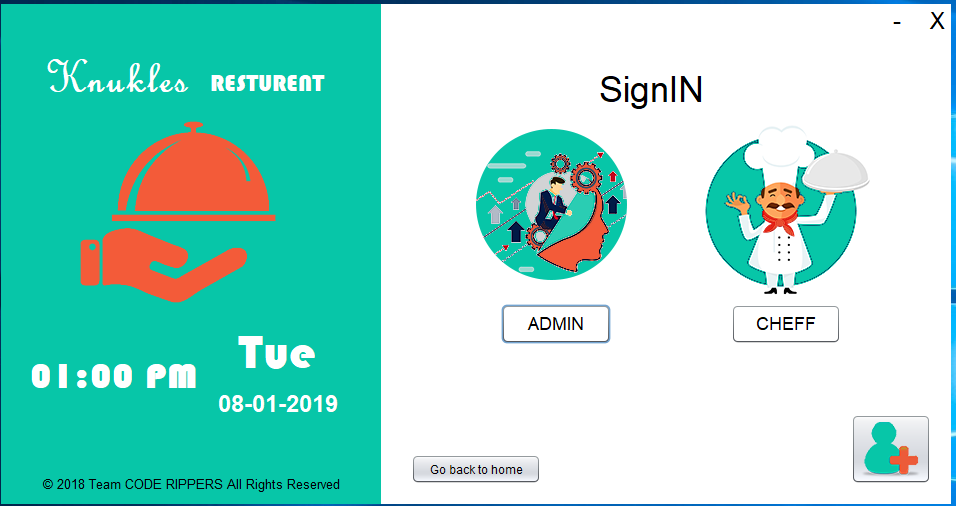 - X
Knukles RESTURENT
SignIN
ADMIN
CHEFF
Tue
01:00 PM
08-01-2019
Go back to home
© 2018 Team CODE RIPPERS All Rights Reserved